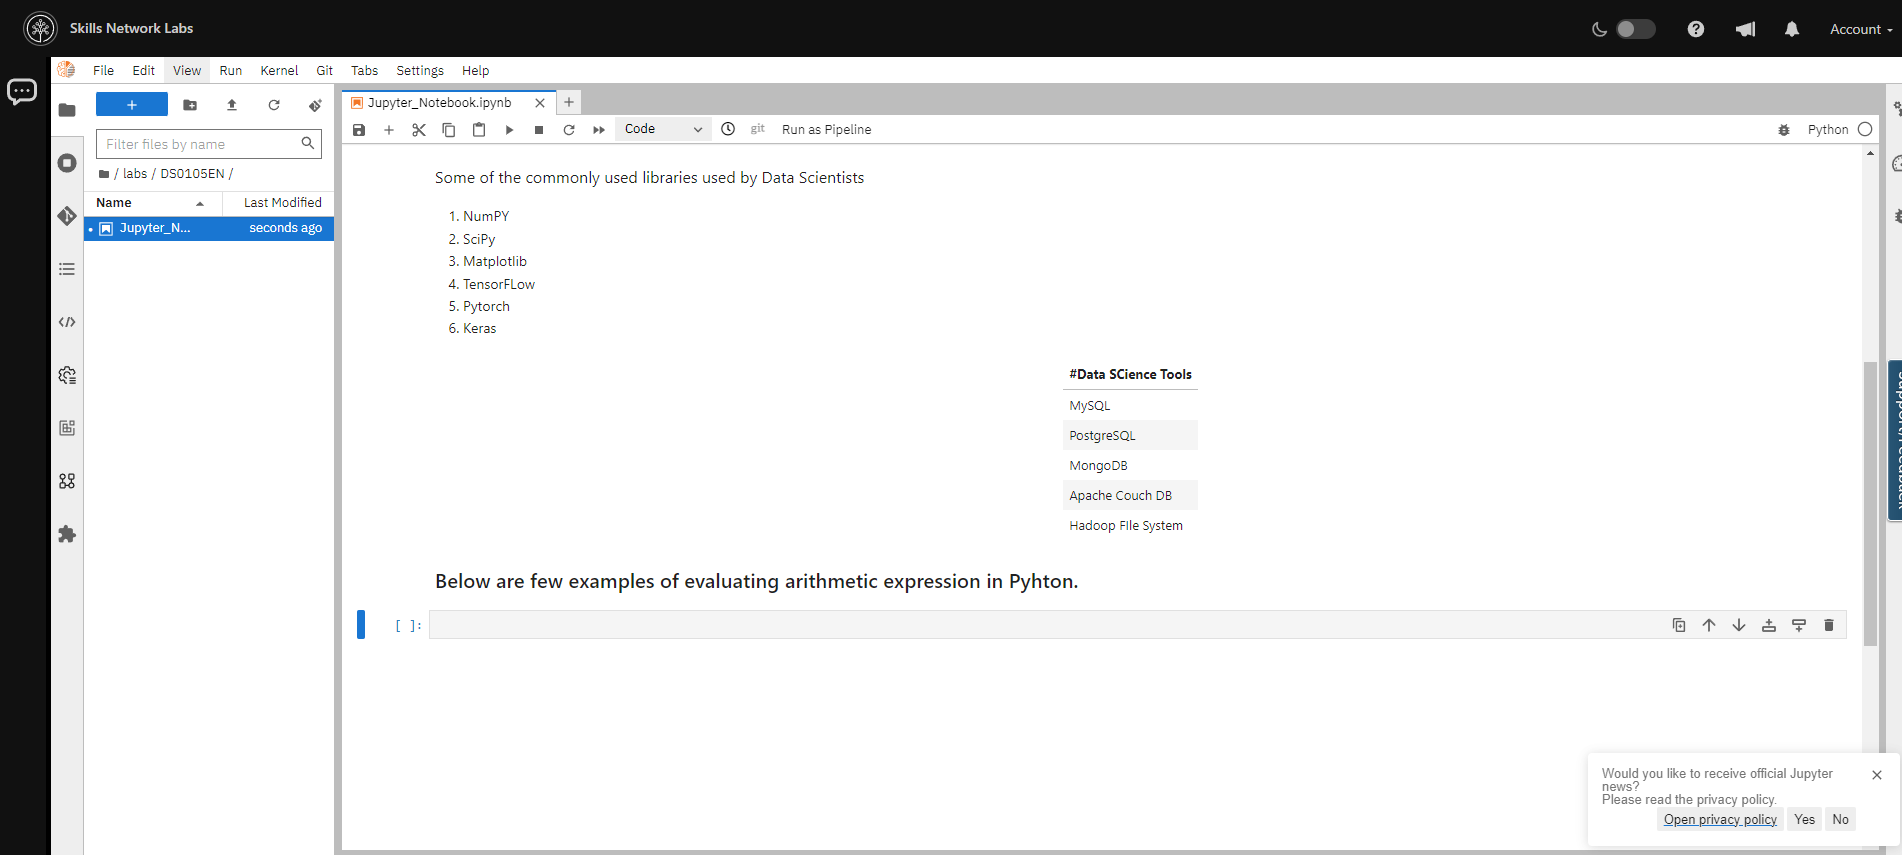 Skills Network Labs
Account
File Edit View Run Kernel Git Tabs Settings Help
Filter files by name
/ labs / DS0105EN /
Name Last Modified
Jupyter_N... seconds ago
Jupyter_Notebook.ipynb
Code git Run as Pipeline Python
Some of the commonly used libraries used by Data Scientists
1. NumPY
2. SciPy
3. Matplotlib
4. TensorFLow
5. Pytorch
6. Keras
#Data SCience Tools
MySQL
PostgreSQL
MongoDB
Apache Couch DB
Hadoop FIle System
Below are few examples of evaluating arithmetic expression in Pyhton.
[ ]:
Would you like to receive official Jupyter
news?
Please read the privacy policy.
Open privacy policy Yes No